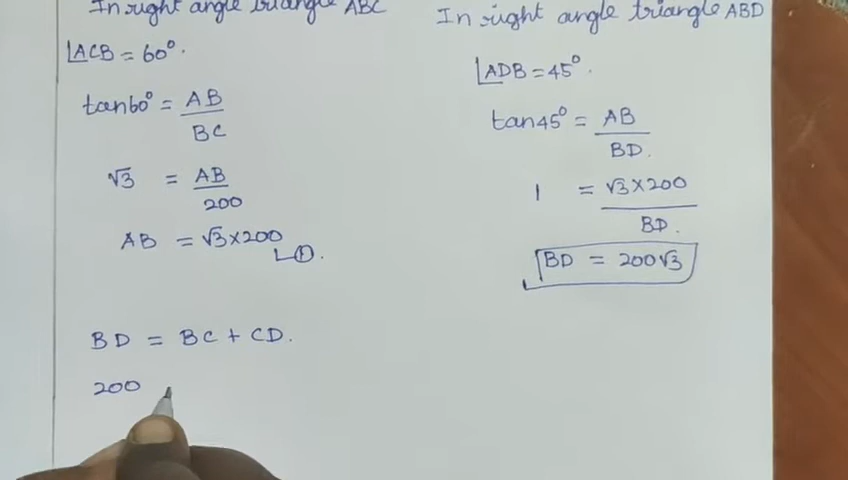 In right angle triangle ABC
∠ACB = 60°.
tan60° = AB/BC
√3 = AB/200
AB = √3×200
①.
BD = BC + CD.
200
In right angle triangle ABD
∠ADB = 45°.
tan45° = AB/BD.
1 = √3×200/BD.
BD = 200√3